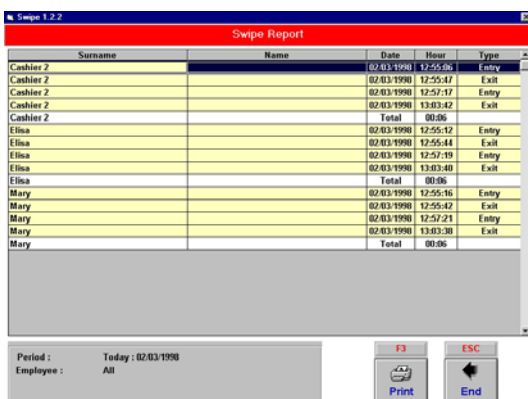 Swipe 1.2.2
Swipe Report
Surname Name Date Hour Type
Cashier 2 02/03/1998 12:55:06 Entry
Cashier 2 02/03/1998 12:55:47 Exit
Cashier 2 02/03/1998 12:57:17 Entry
Cashier 2 02/03/1998 13:03:42 Exit
Cashier 2 Total 00:06
Elisa 02/03/1998 12:55:12 Entry
Elisa 02/03/1998 12:55:44 Exit
Elisa 02/03/1998 12:57:19 Entry
Elisa 02/03/1998 13:03:40 Exit
Elisa Total 00:06
Mary 02/03/1998 12:55:16 Entry
Mary 02/03/1998 12:55:42 Exit
Mary 02/03/1998 12:57:21 Entry
Mary 02/03/1998 13:03:38 Exit
Mary Total 00:06
Period : Today : 02/03/1998
Employee : All
F3 ESC
Print End